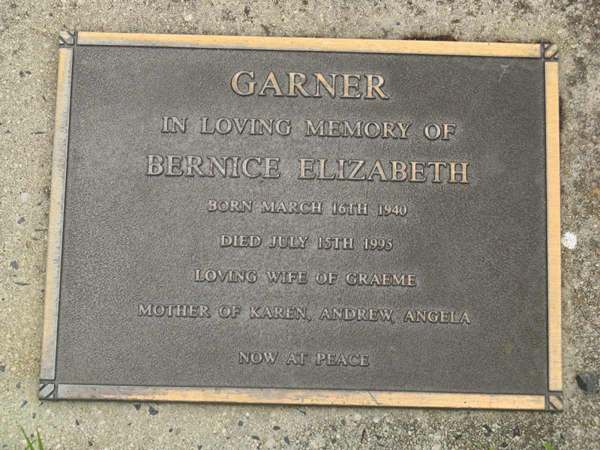 GARNER
IN LOVING MEMORY OF
BERNICE ELIZABETH
BORN MARCH 16TH 1940
DIED JULY 15TH 1995
LOVING WIFE OF GRAEME
MOTHER OF KAREN, ANDREW, ANGELA
NOW AT PEACE